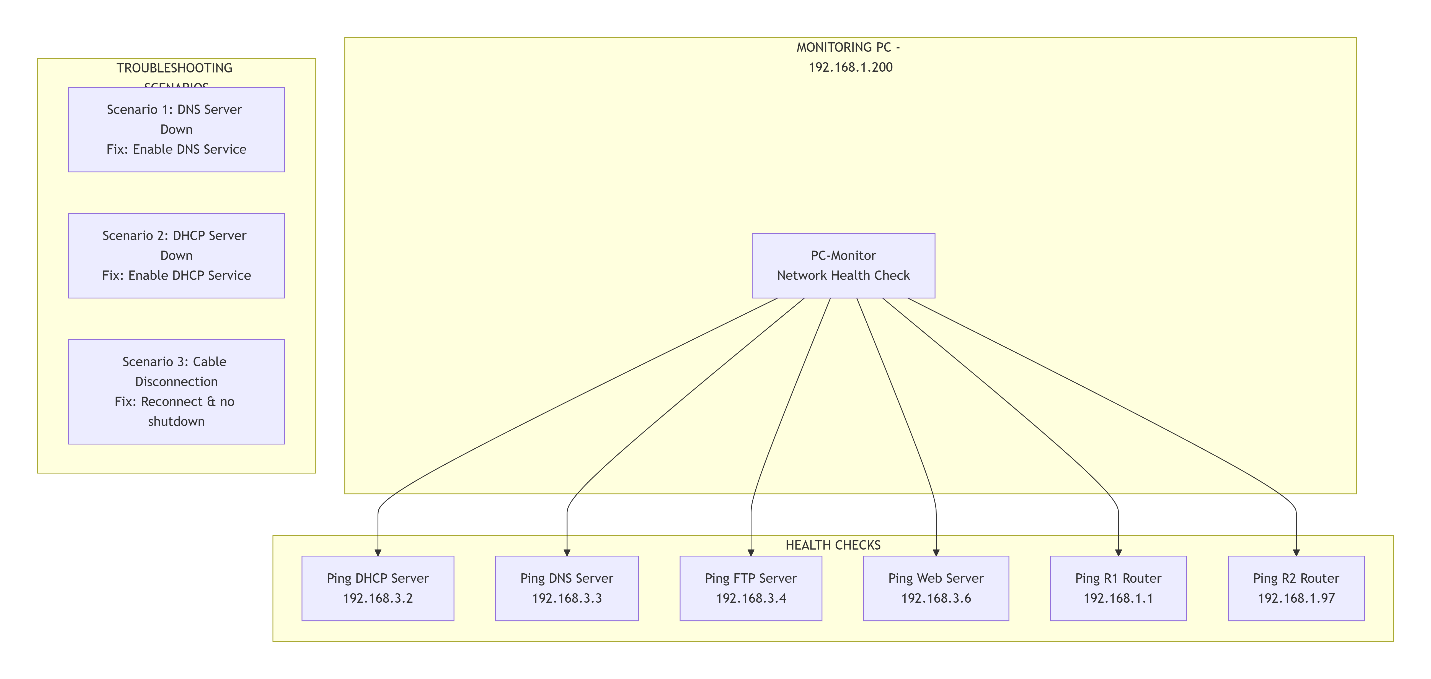 TROUBLESHOOTING
SCENARIOS
Scenario 1: DNS Server
Down
Fix: Enable DNS Service
Scenario 2: DHCP Server
Down
Fix: Enable DHCP Service
Scenario 3: Cable
Disconnection
Fix: Reconnect & no
shutdown
MONITORING PC -
192.168.1.200
PC-Monitor
Network Health Check
HEALTH CHECKS
Ping DHCP Server
192.168.3.2
Ping DNS Server
192.168.3.3
Ping FTP Server
192.168.3.4
Ping Web Server
192.168.3.6
Ping R1 Router
192.168.1.1
Ping R2 Router
192.168.1.97